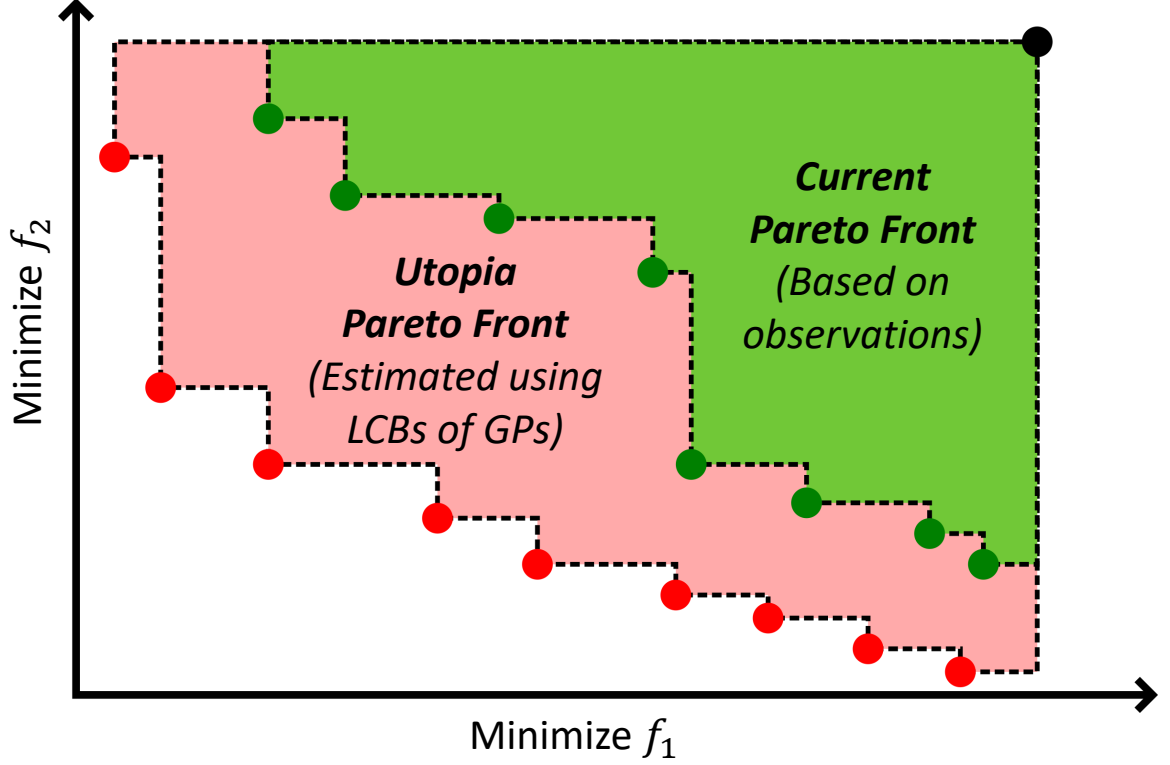 Minimize f₂
Current
Pareto Front
(Based on
observations)
Utopia
Pareto Front
(Estimated using
LCBs of GPs)
Minimize f₁